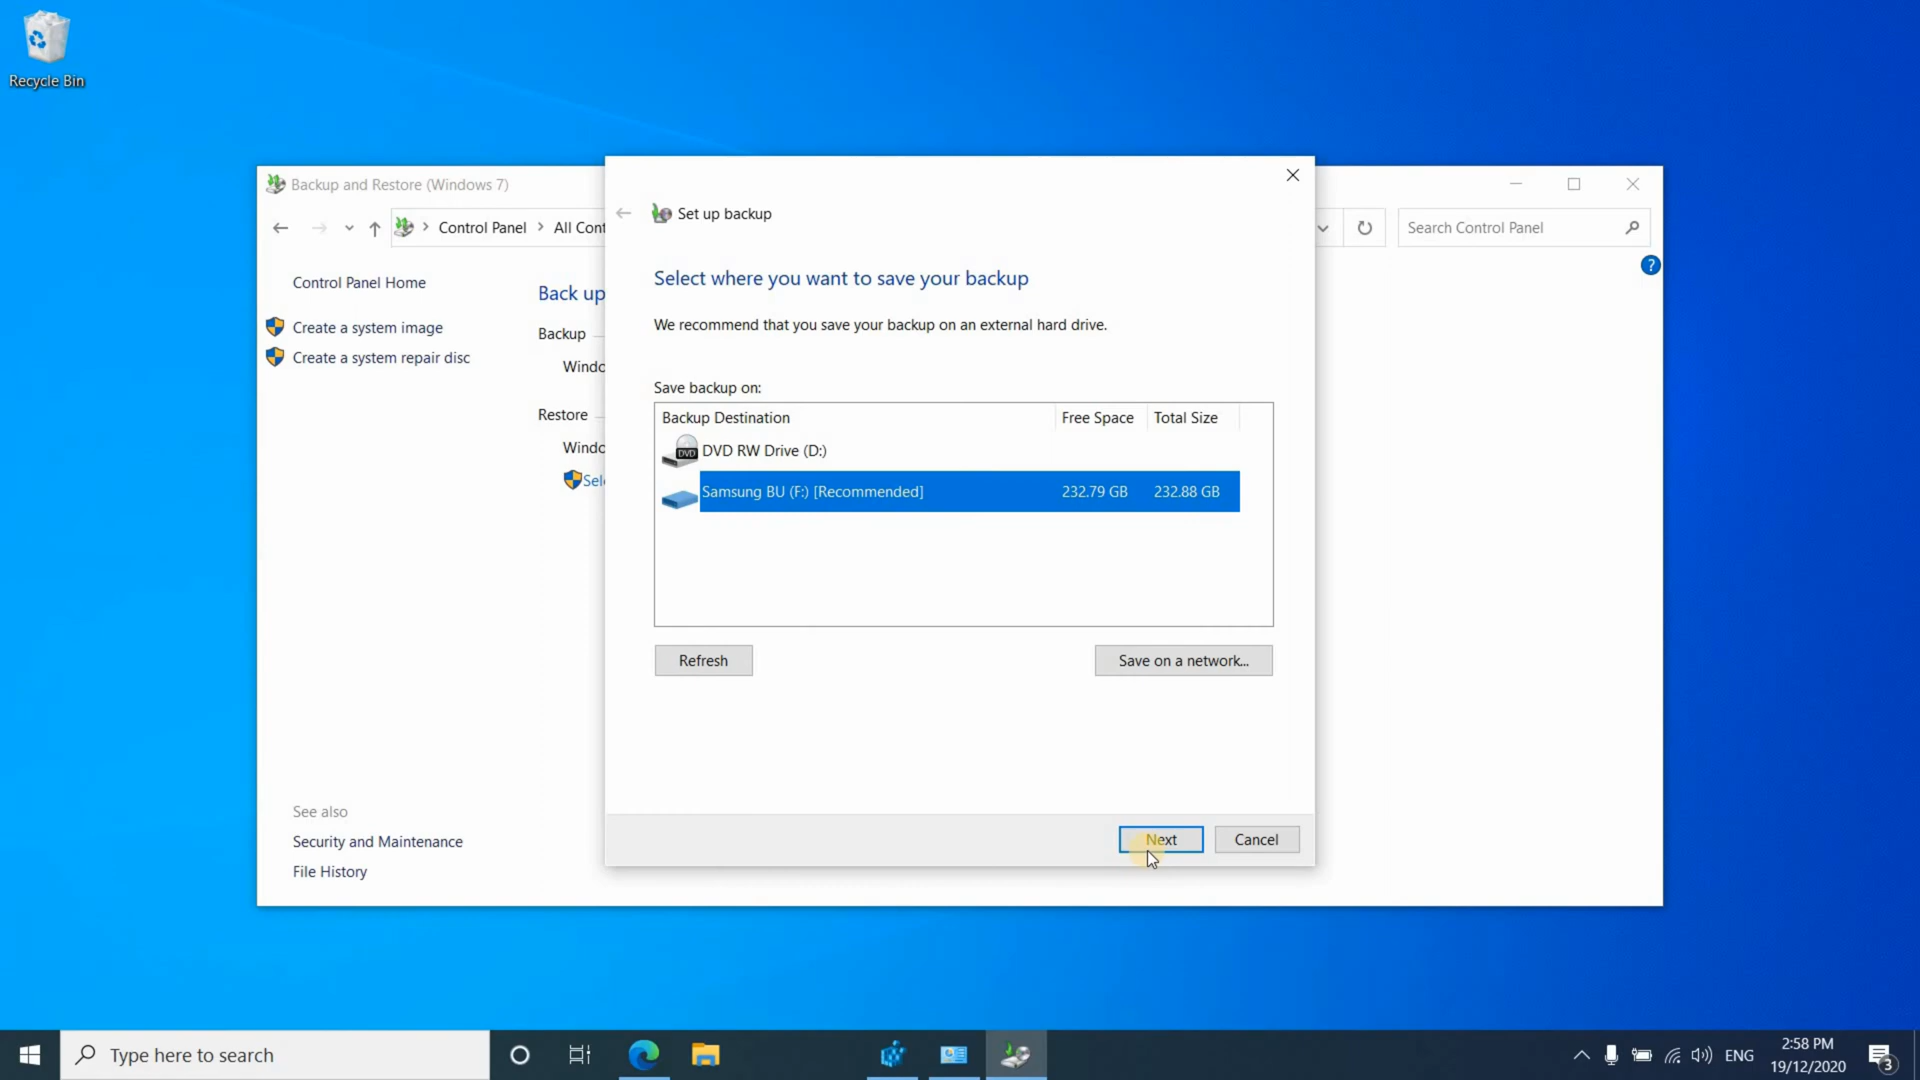 Recycle Bin
Backup and Restore (Windows 7)
Control Panel
All Cont
Search Control Panel
?
Control Panel Home
Create a system image
Create a system repair disc
Back up
Backup
Windo
Restore
Windo
Sele
See also
Security and Maintenance
File History
Set up backup
Select where you want to save your backup
We recommend that you save your backup on an external hard drive.
Save backup on:
Backup Destination Free Space Total Size
DVD
DVD RW Drive (D:)
Samsung BU (F:) [Recommended] 232.79 GB 232.88 GB
Refresh
Save on a network...
Next
Cancel
Type here to search
ENG
2:58 PM
19/12/2020
3